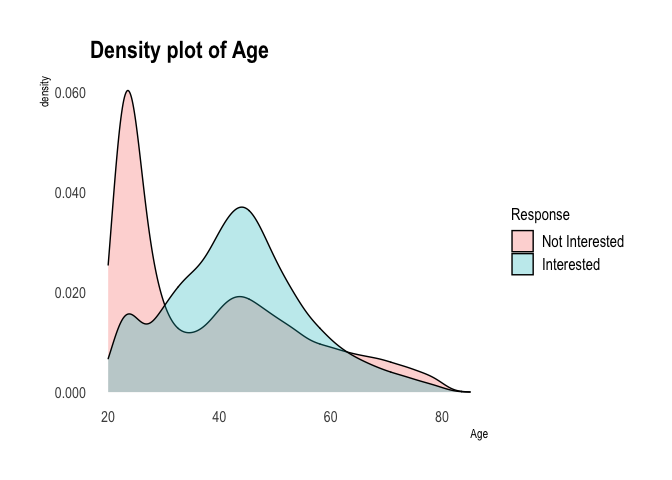 Density plot of Age
density
0.060
0.040
0.020
0.000
20 40 60 80
Age
Response
Not Interested
Interested